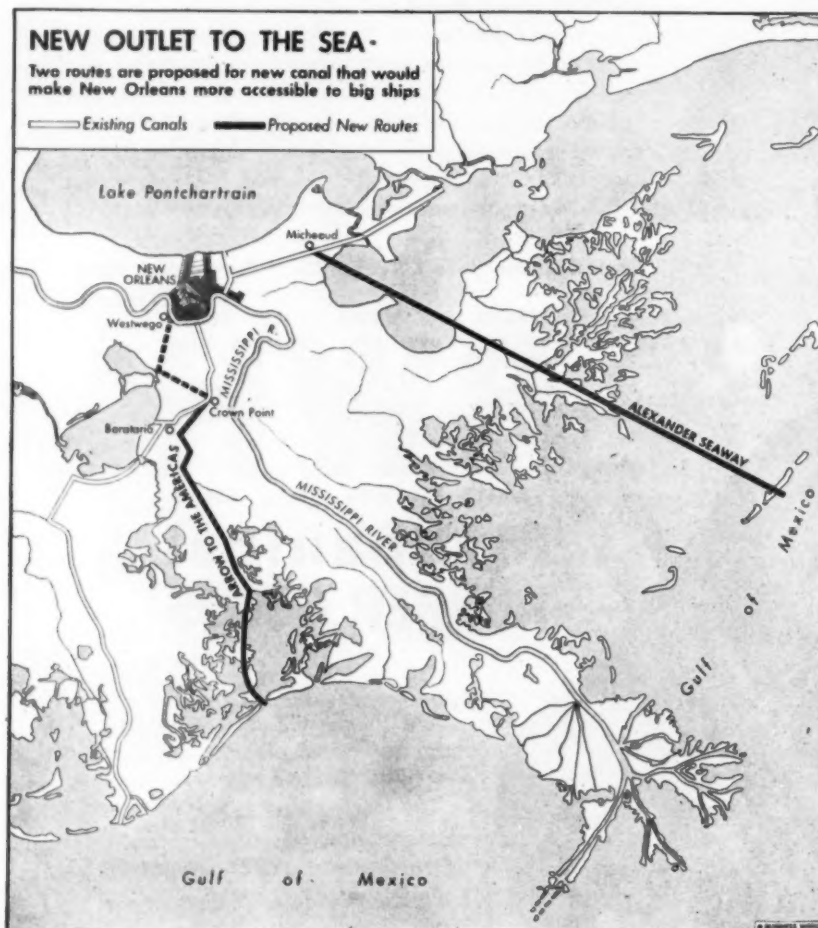 NEW OUTLET TO THE SEA-
Two routes are proposed for new canal that would
make New Orleans more accessible to big ships
Existing Canals
Proposed New Routes
Lake Pontchartrain
Micheaud
NEW
ORLEANS
Westwego
MISSISSIPPI R.
Crown Point
Barataria
ALEXANDER SEAWAY
ARROW TO THE AMERICAS
MISSISSIPPI RIVER
Gulf of Mexico
Gulf of Mexico